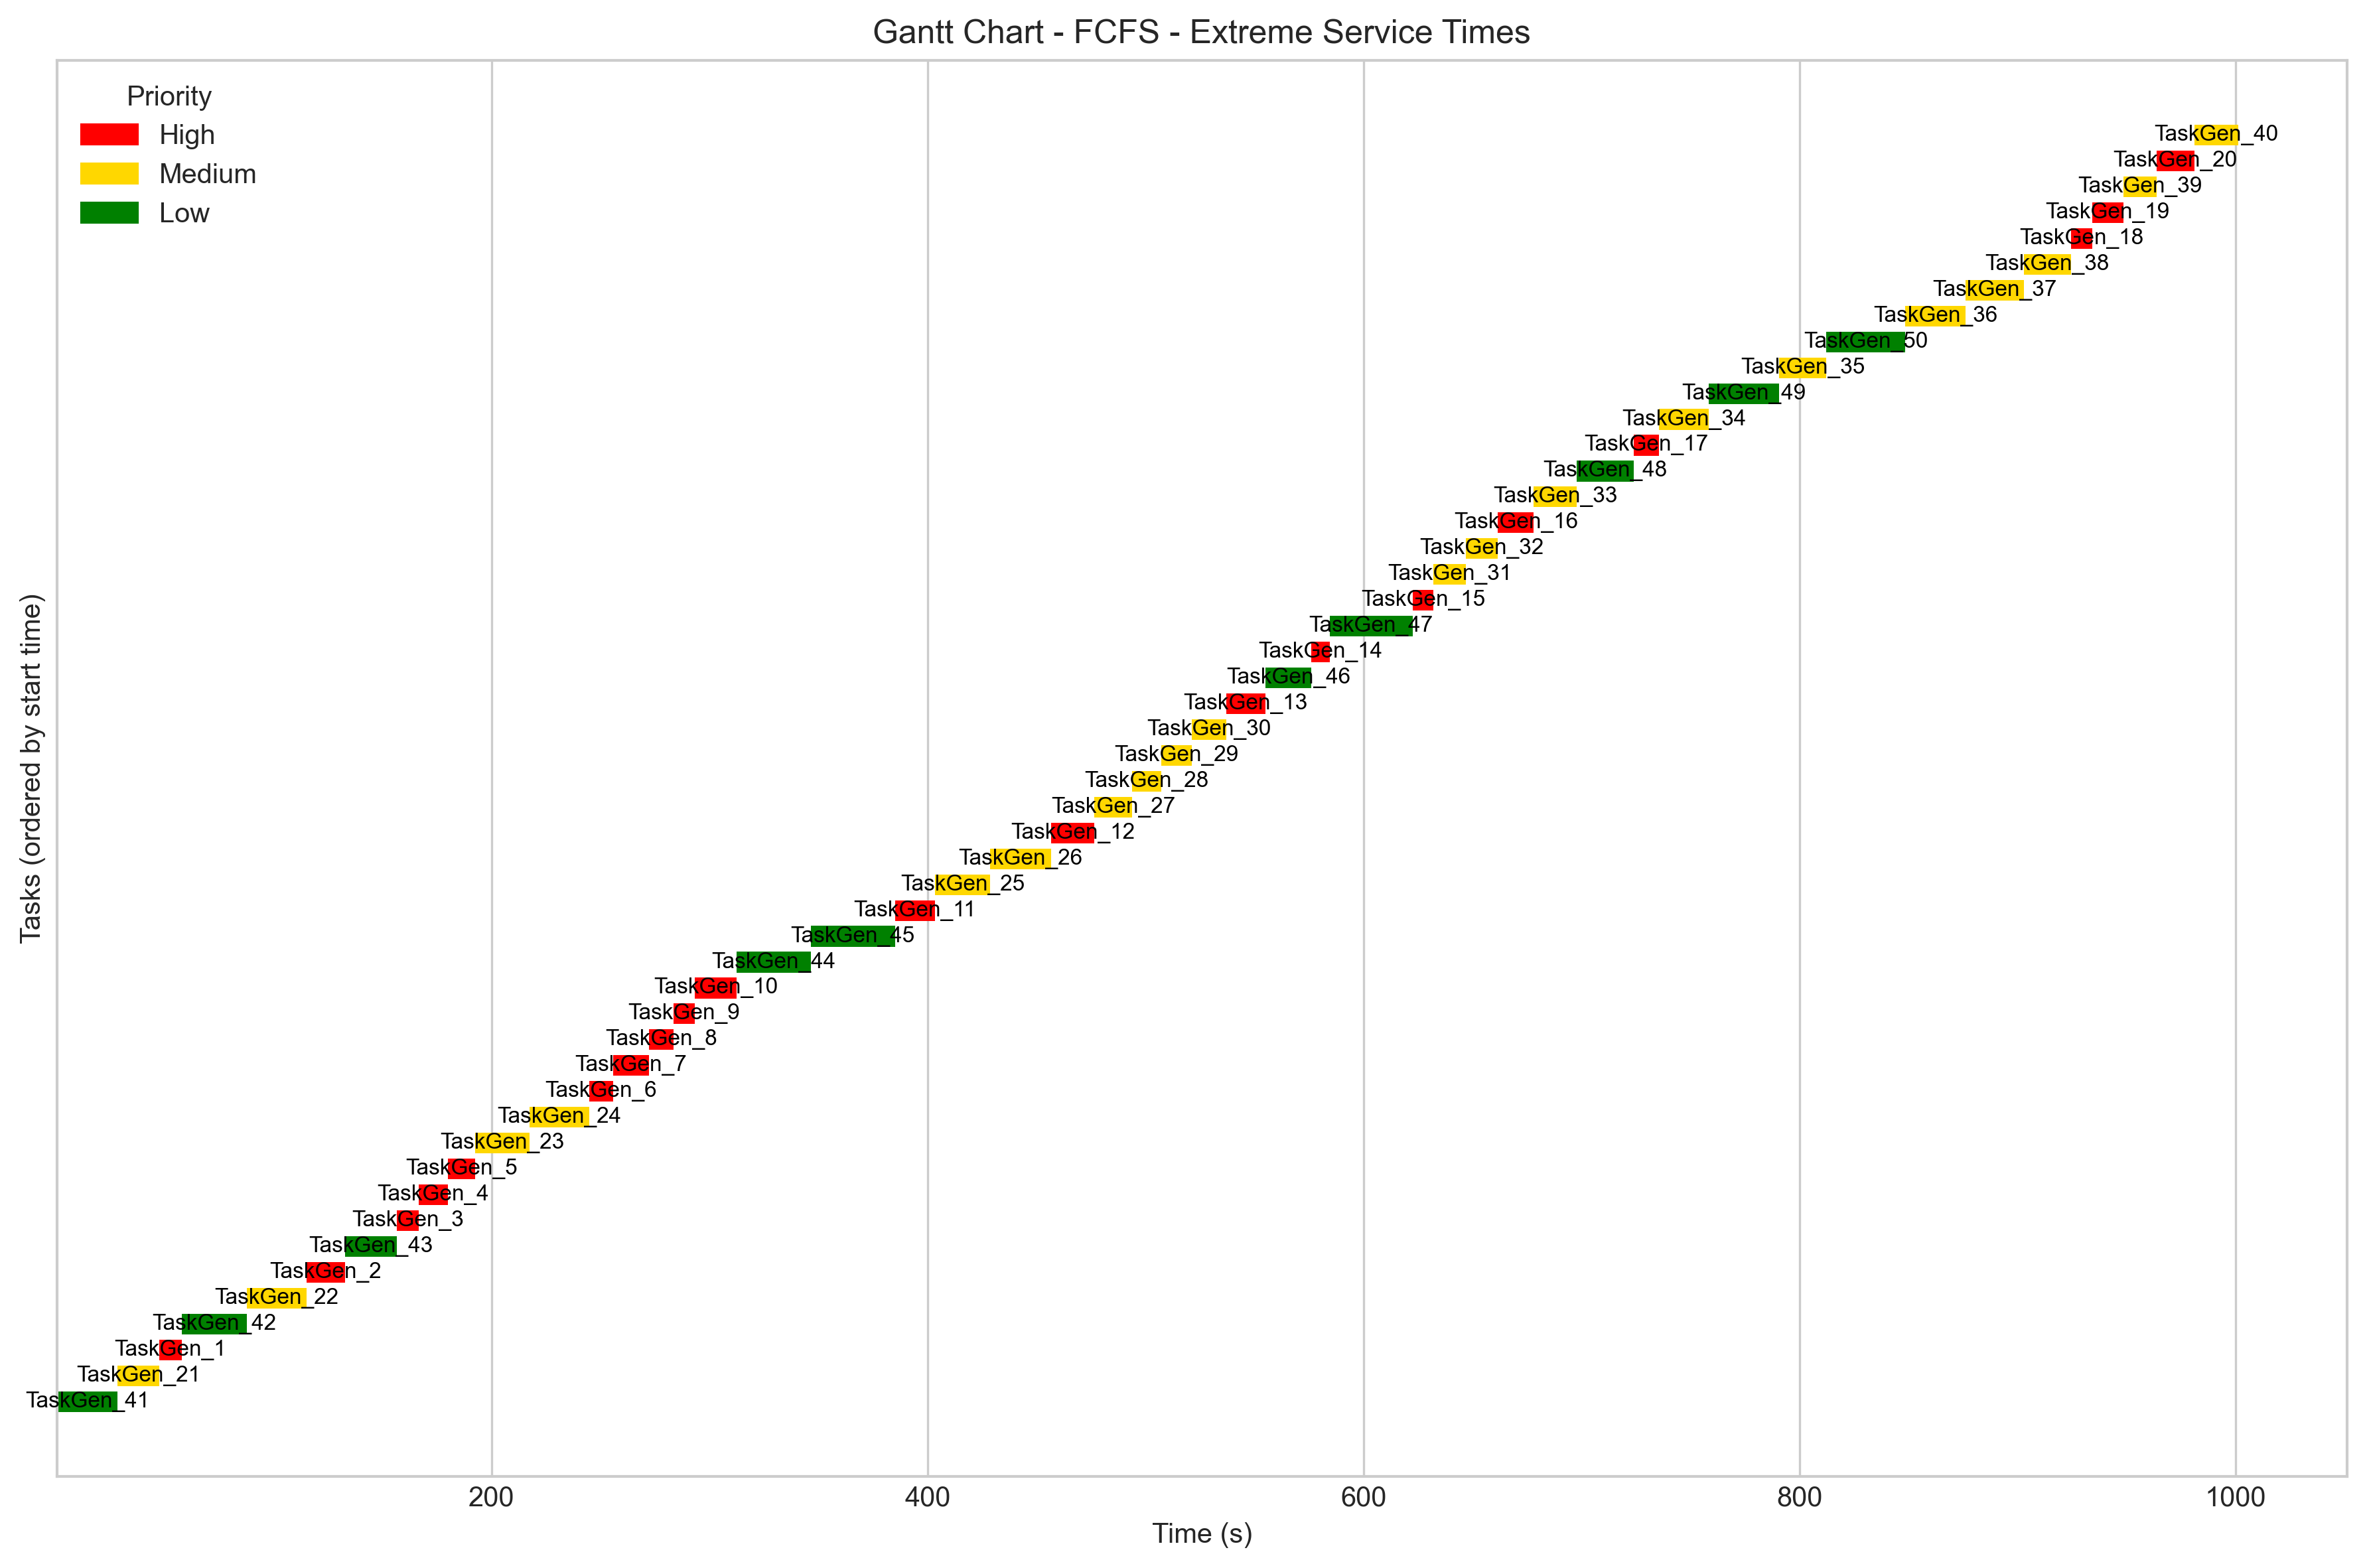 Gantt Chart - FCFS - Extreme Service Times
Priority
High
Medium
Low
TaskGen_40
TaskGen_20
TaskGen_39
TaskGen_19
TaskGen_18
TaskGen_38
TaskGen_37
TaskGen_36
TaskGen_50
TaskGen_35
TaskGen_49
TaskGen_34
TaskGen_17
TaskGen_48
TaskGen_33
TaskGen_16
TaskGen_32
TaskGen_31
TaskGen_15
TaskGen_47
TaskGen_14
TaskGen_46
TaskGen_13
TaskGen_30
TaskGen_29
TaskGen_28
TaskGen_27
TaskGen_12
TaskGen_26
TaskGen_25
TaskGen_11
TaskGen_45
TaskGen_44
TaskGen_10
TaskGen_9
TaskGen_8
TaskGen_7
TaskGen_6
TaskGen_24
TaskGen_23
TaskGen_5
TaskGen_4
TaskGen_3
TaskGen_43
TaskGen_2
TaskGen_22
TaskGen_42
TaskGen_1
TaskGen_21
TaskGen_41
Tasks (ordered by start time)
200 400 600 800 1000
Time (s)